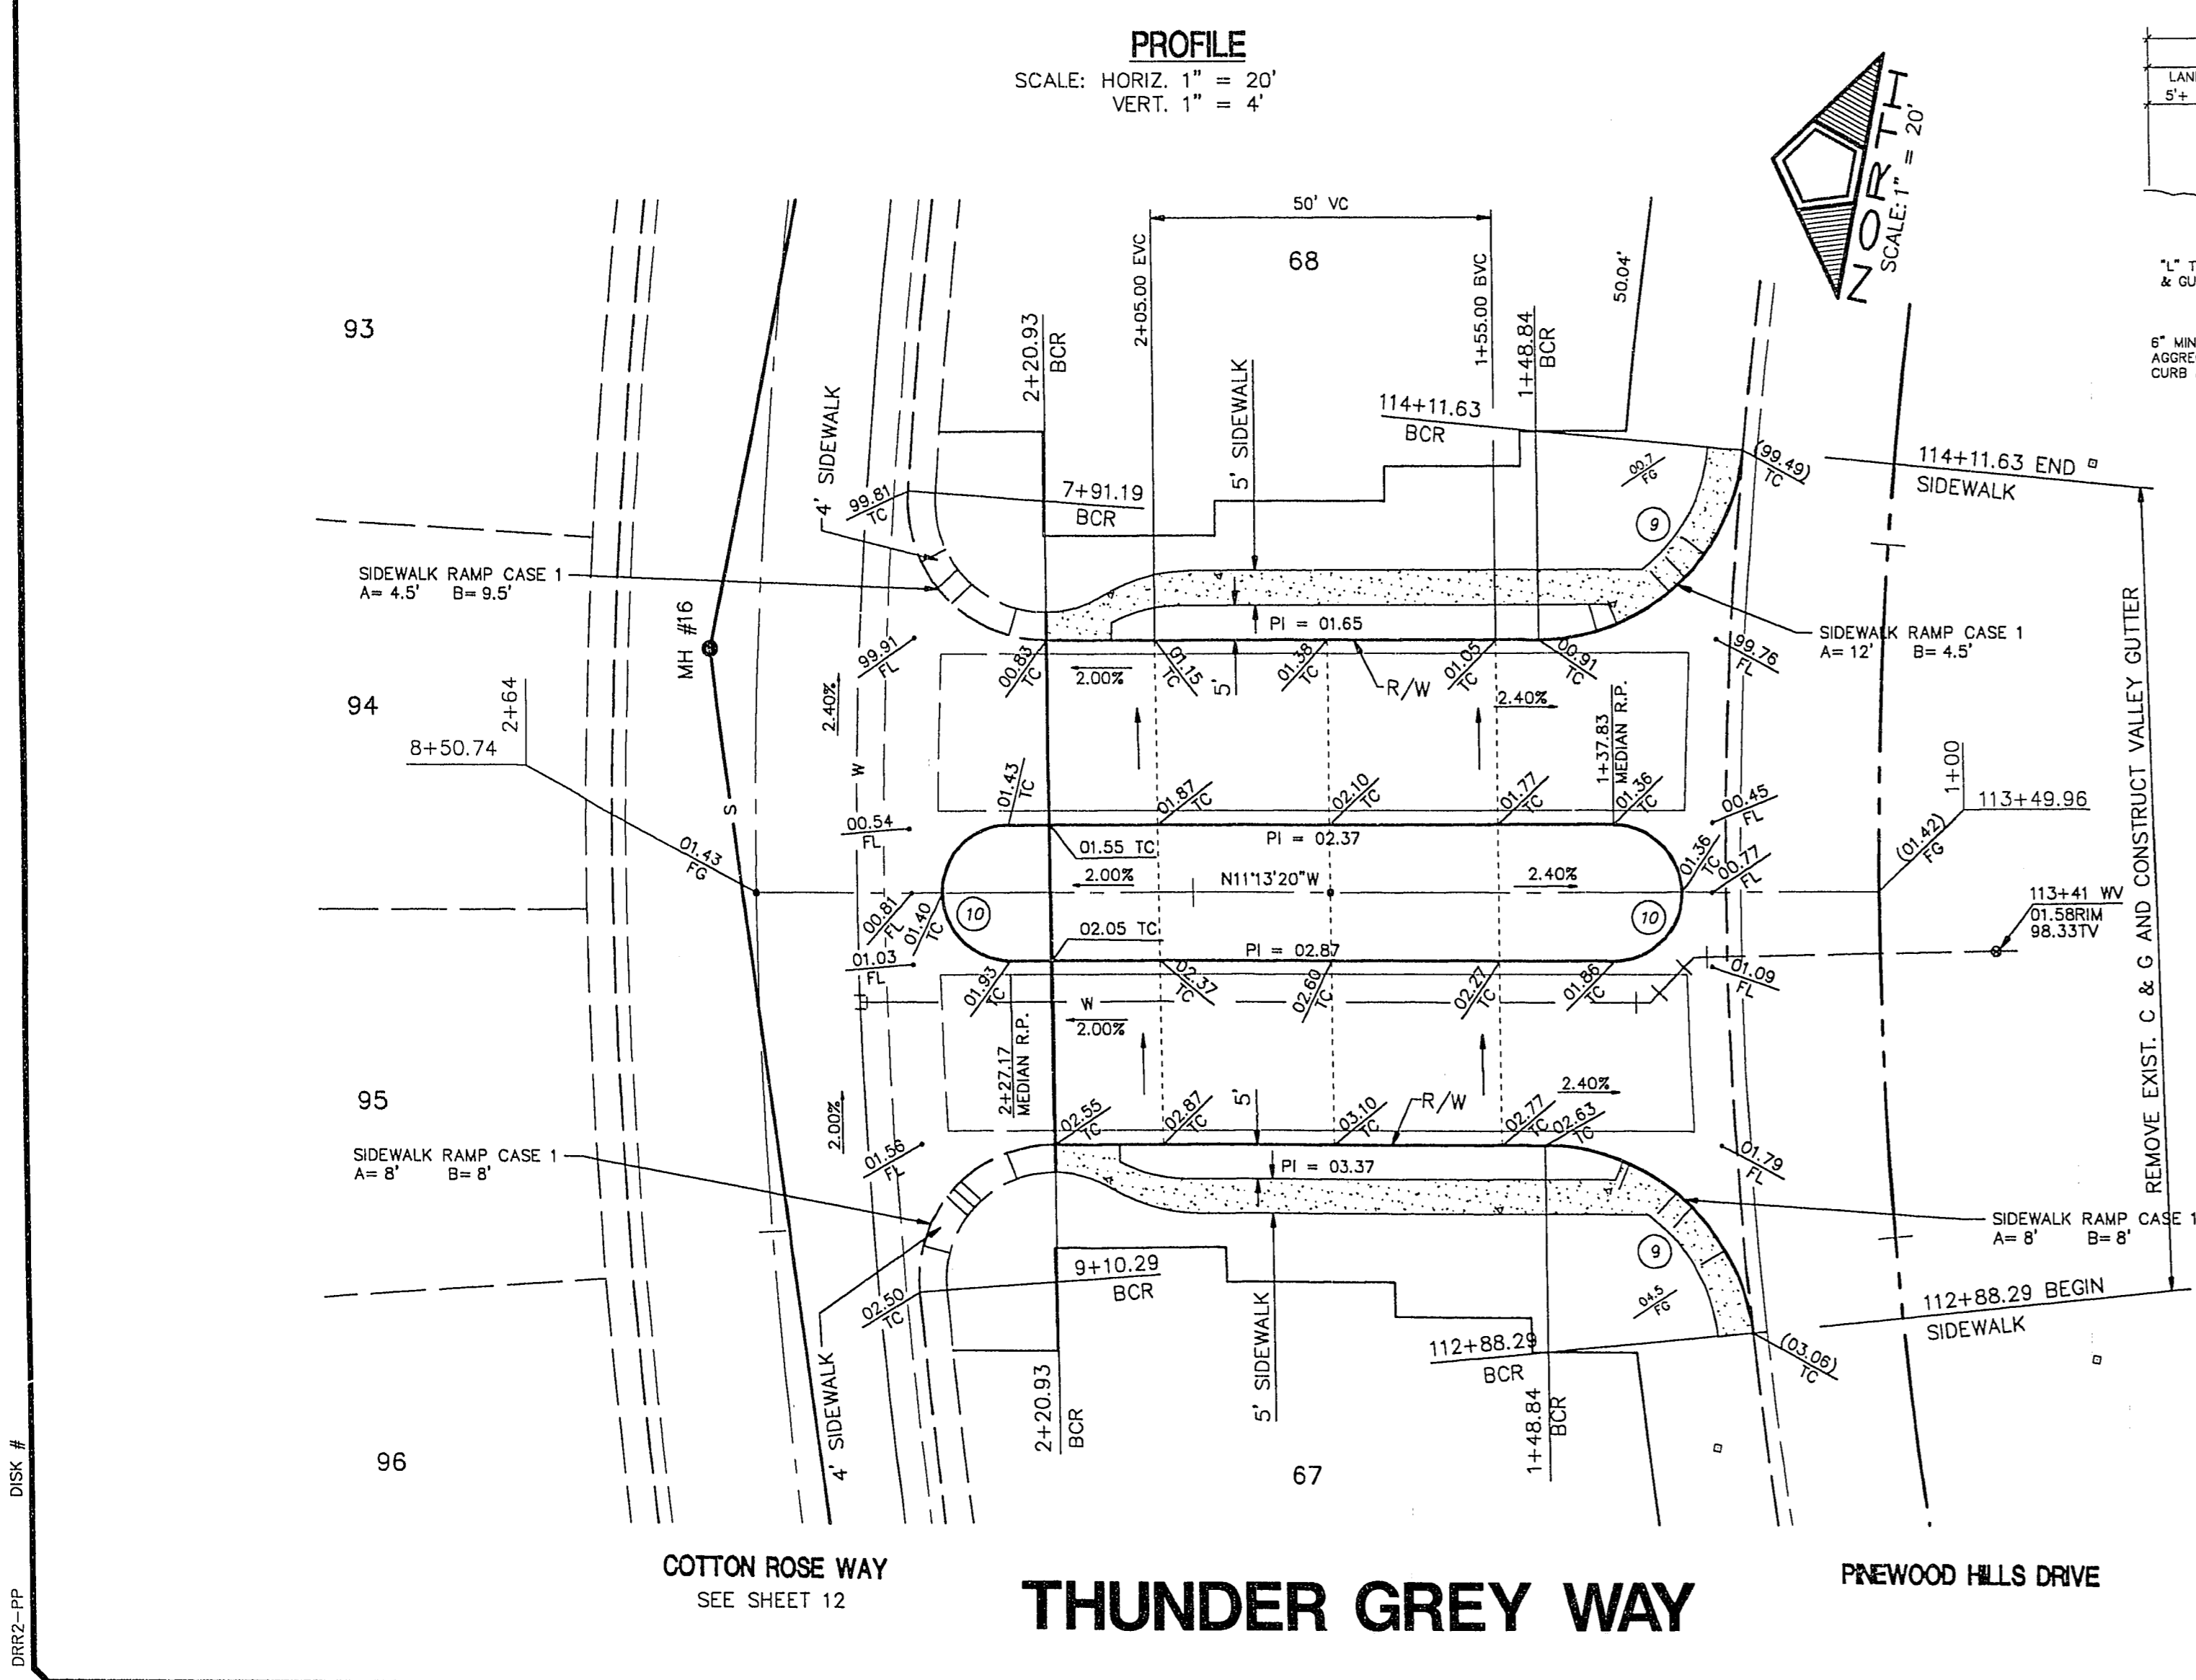 PROFILE
SCALE: HORIZ. 1" = 20'
VERT. 1" = 4'
NORTH
SCALE: 1" = 20'
LAN
5'+
"L" T
& GU
6" MIN
AGGRE
CURB
50' VC
68
2+05.00 EVC
1+55.00 BVC
50.04'
2+20.93
BCR
1+48.84
BCR
93
4' SIDEWALK
5' SIDEWALK
114+11.63
BCR
(99.49)
TC
114+11.63 END
SIDEWALK
00.7
FG
99.81
TC
7+91.19
BCR
9
SIDEWALK RAMP CASE 1
A= 4.5' B= 9.5'
MH #16
PI = 01.65
SIDEWALK RAMP CASE 1
A= 12' B= 4.5'
99.91
FL
00.83
TC
2.00%
01.15
TC
5'
01.38
TC
R/W
01.05
TC
00.91
TC
99.76
FL
2.40%
2.40%
94
2+64
8+50.74
W
S
1+37.83
MEDIAN R.P.
1+00
113+49.96
01.43
TC
01.87
TC
02.10
TC
01.77
TC
01.36
TC
00.45
FL
00.54
FL
PI = 02.37
01.55 TC
01.43
FG
01.36
TC
00.77
FL
(01.42)
FG
2.00%
N11°13'20"W
2.40%
00.81
FL
01.40
TC
10
10
113+41 WV
01.58RIM
98.33TV
02.05 TC
PI = 02.87
01.03
FL
01.93
TC
02.37
TC
02.60
TC
02.27
TC
01.86
TC
01.09
FL
W
2.00%
2+27.17
MEDIAN R.P.
2.00%
2.40%
95
02.55
TC
02.87
TC
5'
03.10
TC
R/W
02.77
TC
02.63
TC
01.56
FL
01.79
FL
SIDEWALK RAMP CASE 1
A= 8' B= 8'
PI = 03.37
SIDEWALK RAMP CASE 1
A= 8' B= 8'
REMOVE EXIST. C & G AND CONSTRUCT VALLEY GUTTER
9
9+10.29
BCR
02.50
TC
04.5
FG
112+88.29 BEGIN
SIDEWALK
112+88.29
BCR
(03.06)
TC
4' SIDEWALK
5' SIDEWALK
2+20.93
BCR
1+48.84
BCR
96
67
DISK #
DRR2-PP
COTTON ROSE WAY
SEE SHEET 12
THUNDER GREY WAY
PINEWOOD HILLS DRIVE